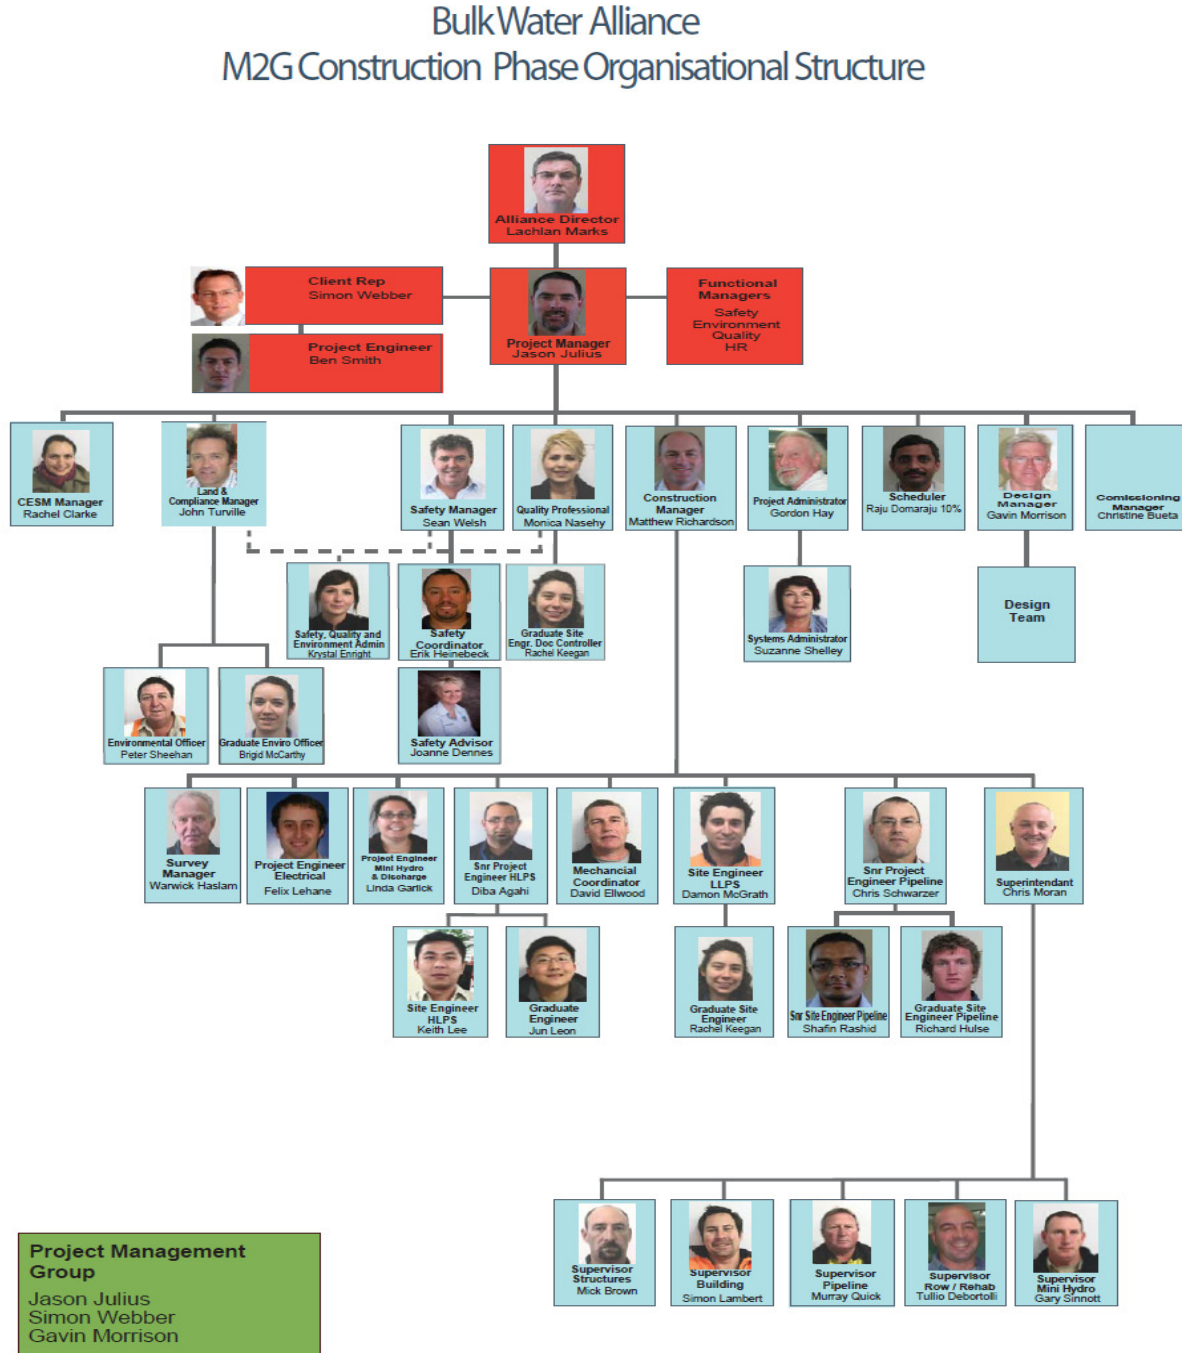 Bulk Water Alliance
M2G Construction Phase Organisational Structure
Alliance Director
Lachlan Marks
Client Rep
Simon Webber
Project Engineer
Ben Smith
Project Manager
Jason Julius
Functional
Managers
Safety
Environment
Quality
HR
CESM Manager
Rachel Clarke
Land &
Compliance Manager
John Turville
Safety Manager
Sean Welsh
Quality Professional
Monica Nasehy
Construction
Manager
Matthew Richardson
Project Administrator
Gordon Hay
Scheduler
Raju Domaraju 10%
Design
Manager
Gavin Morrison
Comissioning
Manager
Christine Bueta
Safety, Quality and
Environment Admin
Krystal Enright
Safety
Coordinator
Erik Heinebeck
Graduate Site
Engr. Doc Controller
Rachel Keegan
Systems Administrator
Suzanne Shelley
Design
Team
Environmental Officer
Peter Sheehan
Graduate Enviro Officer
Brigid McCarthy
Safety Advisor
Joanne Dennes
Survey
Manager
Warwick Haslam
Project Engineer
Electrical
Felix Lehane
Project Engineer
Mini Hydro
& Discharge
Linda Garlick
Snr Project
Engineer HLPS
Diba Agahi
Mechancial
Coordinator
David Ellwood
Site Engineer
LLPS
Damon McGrath
Snr Project
Engineer Pipeline
Chris Schwarzer
Superintendant
Chris Moran
Site Engineer
HLPS
Keith Lee
Graduate
Engineer
Jun Leon
Graduate Site
Engineer
Rachel Keegan
Snr Site Engineer Pipeline
Shafin Rashid
Graduate Site
Engineer Pipeline
Richard Hulse
Supervisor
Structures
Mick Brown
Supervisor
Building
Simon Lambert
Supervisor
Pipeline
Murray Quick
Supervisor
Row / Rehab
Tullio Debortolli
Supervisor
Mini Hydro
Gary Sinnott
Project Management
Group
Jason Julius
Simon Webber
Gavin Morrison